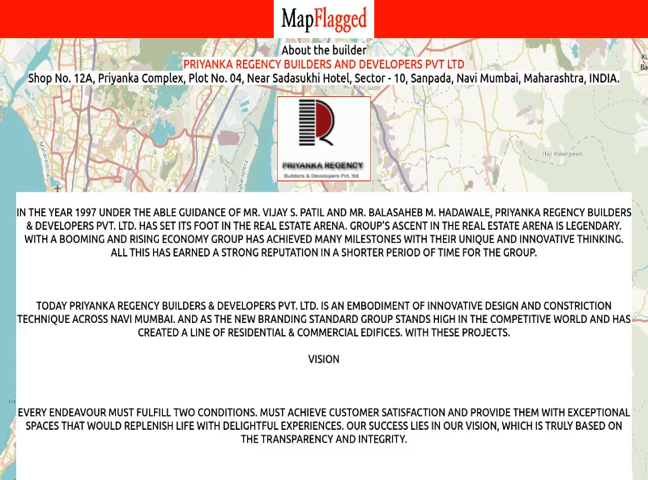 MapFlagged
About the builder
PRIYANKA REGENCY BUILDERS AND DEVELOPERS PVT LTD
Shop No. 12A, Priyanka Complex, Plot No. 04, Near Sadasukhi Hotel, Sector - 10, Sanpada, Navi Mumbai, Maharashtra, INDIA.
PRIYANKA REGENCY
Builders & Developers Pvt. ltd.
Haji Malangwadi
IN THE YEAR 1997 UNDER THE ABLE GUIDANCE OF MR. VIJAY S. PATIL AND MR. BALASAHEB M. HADAWALE, PRIYANKA REGENCY BUILDERS
& DEVELOPERS PVT. LTD. HAS SET ITS FOOT IN THE REAL ESTATE ARENA. GROUP'S ASCENT IN THE REAL ESTATE ARENA IS LEGENDARY.
WITH A BOOMING AND RISING ECONOMY GROUP HAS ACHIEVED MANY MILESTONES WITH THEIR UNIQUE AND INNOVATIVE THINKING.
ALL THIS HAS EARNED A STRONG REPUTATION IN A SHORTER PERIOD OF TIME FOR THE GROUP.
TODAY PRIYANKA REGENCY BUILDERS & DEVELOPERS PVT. LTD. IS AN EMBODIMENT OF INNOVATIVE DESIGN AND CONSTRICTION
TECHNIQUE ACROSS NAVI MUMBAI. AND AS THE NEW BRANDING STANDARD GROUP STANDS HIGH IN THE COMPETITIVE WORLD AND HAS
CREATED A LINE OF RESIDENTIAL & COMMERCIAL EDIFICES. WITH THESE PROJECTS.
VISION
EVERY ENDEAVOUR MUST FULFILL TWO CONDITIONS. MUST ACHIEVE CUSTOMER SATISFACTION AND PROVIDE THEM WITH EXCEPTIONAL
SPACES THAT WOULD REPLENISH LIFE WITH DELIGHTFUL EXPERIENCES. OUR SUCCESS LIES IN OUR VISION, WHICH IS TRULY BASED ON
THE TRANSPARENCY AND INTEGRITY.